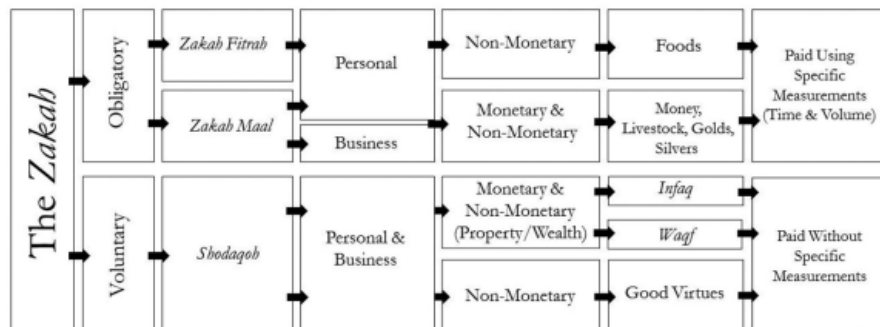 The Zakah
Obligatory
Zakah Fitrah
Zakah Maal
Personal
Business
Non-Monetary
Monetary &
Non-Monetary
Foods
Money,
Livestock, Golds,
Silvers
Paid Using
Specific
Measurements
(Time & Volume)
Voluntary
Shodaqoh
Personal &
Business
Monetary &
Non-Monetary
(Property/Wealth)
Non-Monetary
Infaq
Waqf
Good Virtues
Paid Without
Specific
Measurements